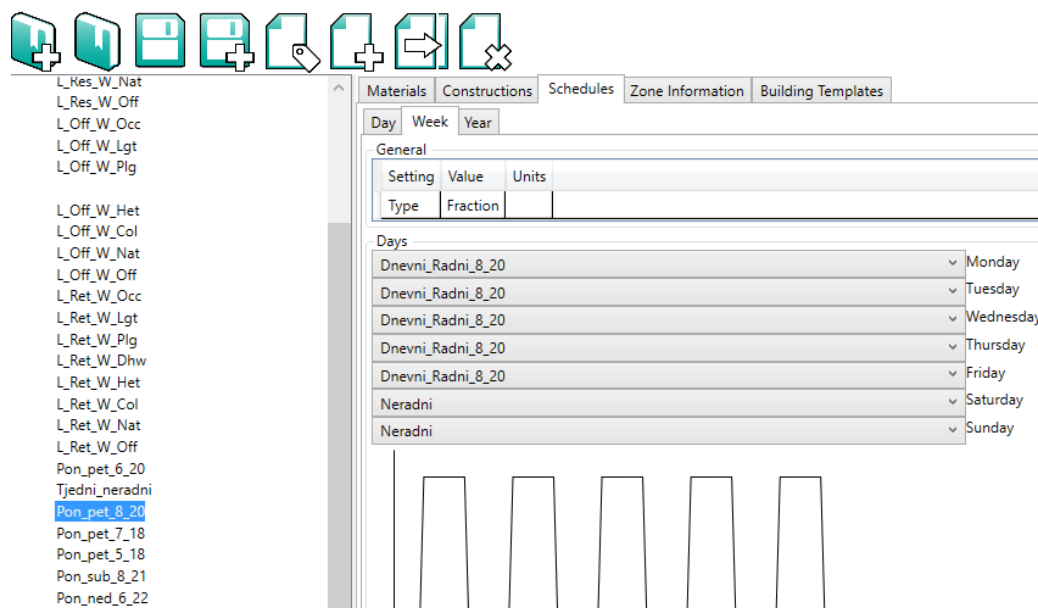 L_Res_W_Nat
L_Res_W_Off
L_Off_W_Occ
L_Off_W_Lgt
L_Off_W_Plg
L_Off_W_Het
L_Off_W_Col
L_Off_W_Nat
L_Off_W_Off
L_Ret_W_Occ
L_Ret_W_Lgt
L_Ret_W_Plg
L_Ret_W_Dhw
L_Ret_W_Het
L_Ret_W_Col
L_Ret_W_Nat
L_Ret_W_Off
Pon_pet_6_20
Tjedni_neradni
Pon_pet_8_20
Pon_pet_7_18
Pon_pet_5_18
Pon_sub_8_21
Pon_ned_6_22
Materials Constructions Schedules Zone Information Building Templates
Day Week Year
General
Setting Value Units
Type Fraction
Days
Dnevni_Radni_8_20 Monday
Dnevni_Radni_8_20 Tuesday
Dnevni_Radni_8_20 Wednesday
Dnevni_Radni_8_20 Thursday
Dnevni_Radni_8_20 Friday
Neradni Saturday
Neradni Sunday